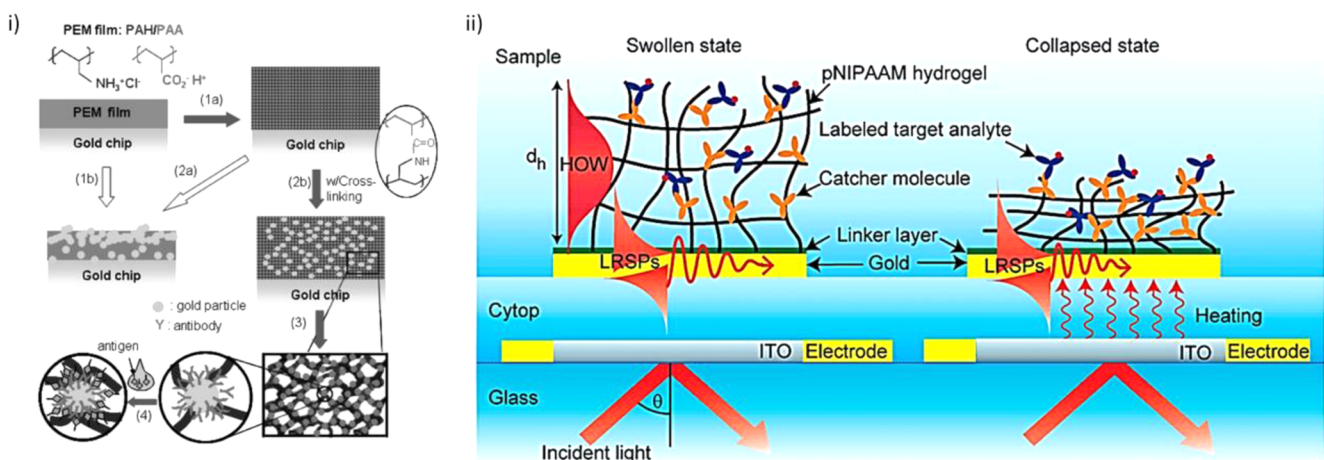 i)
PEM film: PAH/PAA
NH₃⁺Cl⁻
CO₂⁻ H⁺
PEM film
Gold chip
(1a)
Gold chip
C=O
NH
(1b)
(2a)
(2b)
w/Cross-
linking
Gold chip
Gold chip
: gold particle
Y : antibody
(3)
antigen
(4)
ii)
Swollen state
Collapsed state
Sample
pNIPAAM hydrogel
Labeled target analyte
dh
HOW
Catcher molecule
Linker layer
LRSPs
Gold
LRSPs
Cytop
Heating
ITO
Electrode
ITO
Electrode
Glass
θ
Incident light